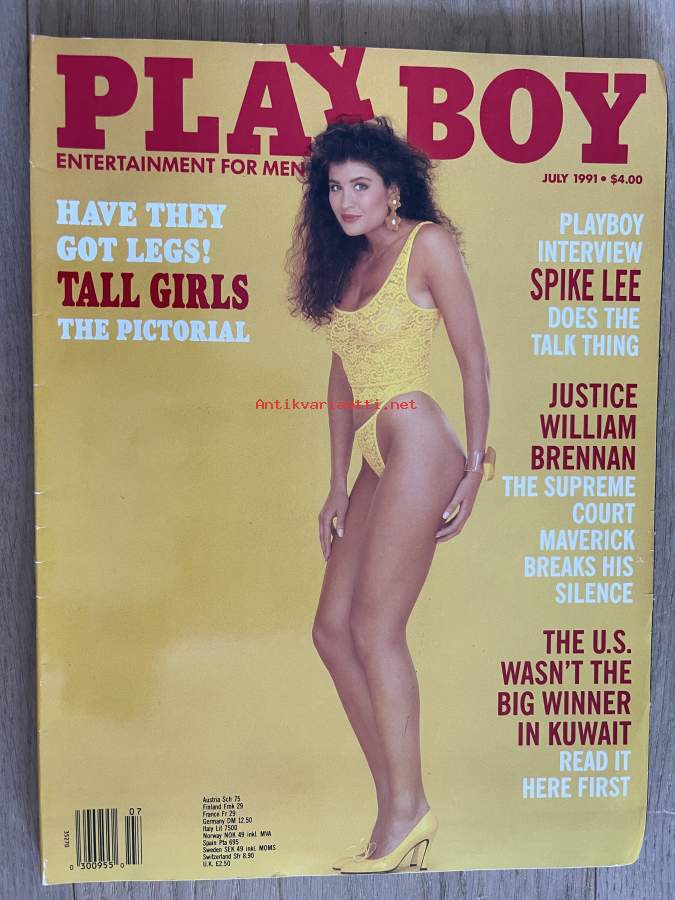 PLAYBOY
ENTERTAINMENT FOR MEN
JULY 1991 • $4.00
HAVE THEY
GOT LEGS!
TALL GIRLS
THE PICTORIAL
PLAYBOY
INTERVIEW
SPIKE LEE
DOES THE
TALK THING
JUSTICE
WILLIAM
BRENNAN
THE SUPREME
COURT
MAVERICK
BREAKS HIS
SILENCE
THE U.S.
WASN'T THE
BIG WINNER
IN KUWAIT
READ IT
HERE FIRST
Antikvariaatti.net
Austria Sch 75
Finland Fmk 29
France Fr 29
Germany DM 12.50
Italy Lit 7500
Norway NOK 49 inkl. MVA
Spain Pta 695
Sweden SEK 49 inkl. MOMS
Switzerland Sfr 8.90
U.K. £2.50
07
35270
0 300955 0